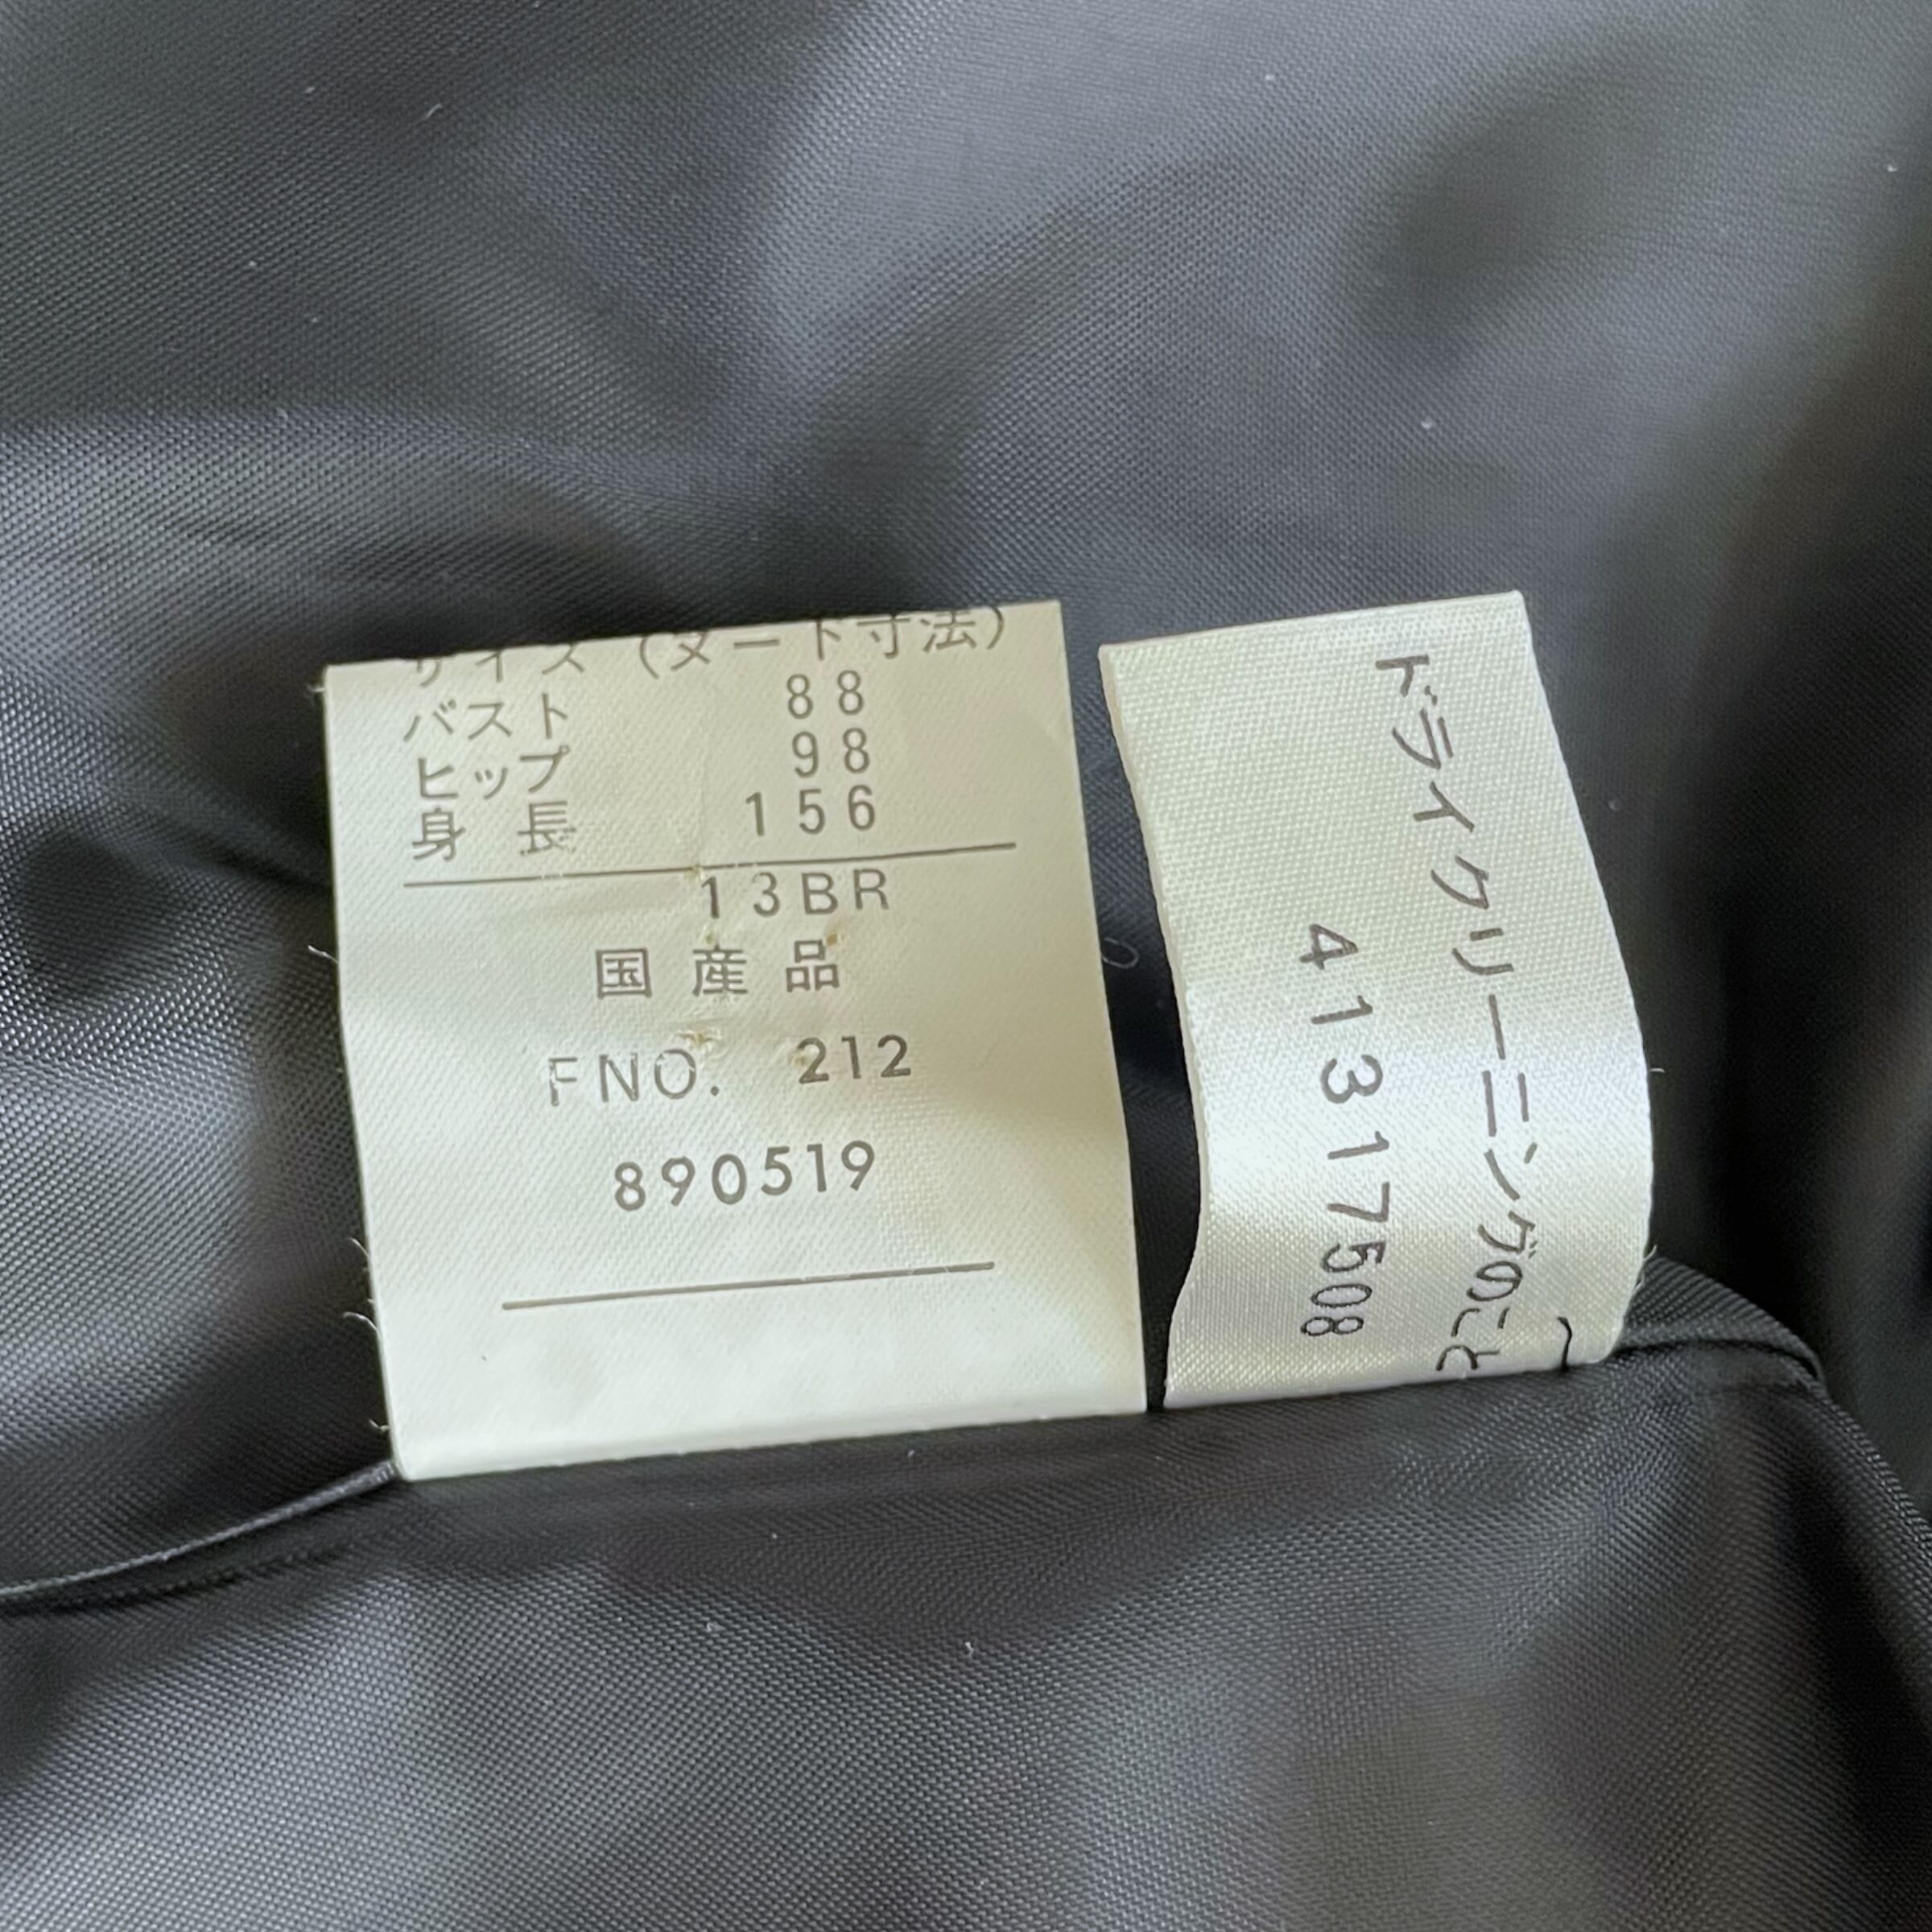 サイズ（ヌード寸法）
バスト 88
ヒップ 98
身長 156
13BR
国産品
FNO. 212
890519
ドライクリーニングのこと
41317508